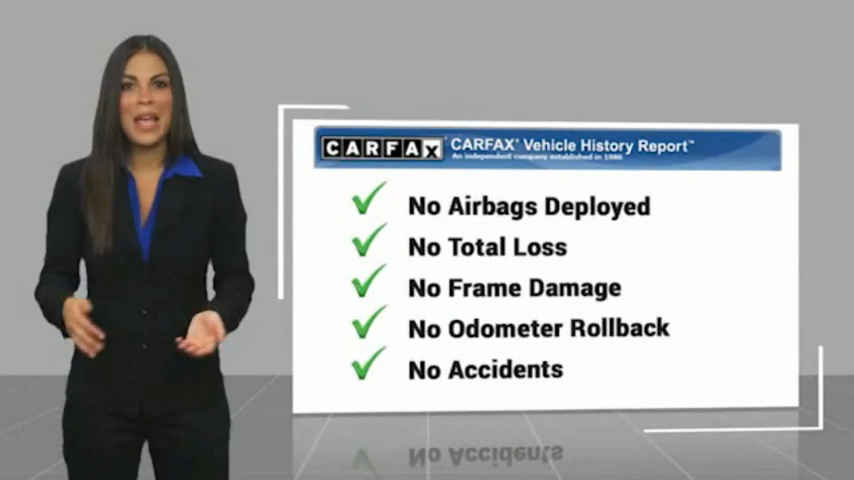 CARFAX CARFAX® Vehicle History Report™
An independent company established in 1986
No Airbags Deployed
No Total Loss
No Frame Damage
No Odometer Rollback
No Accidents
No Accidents